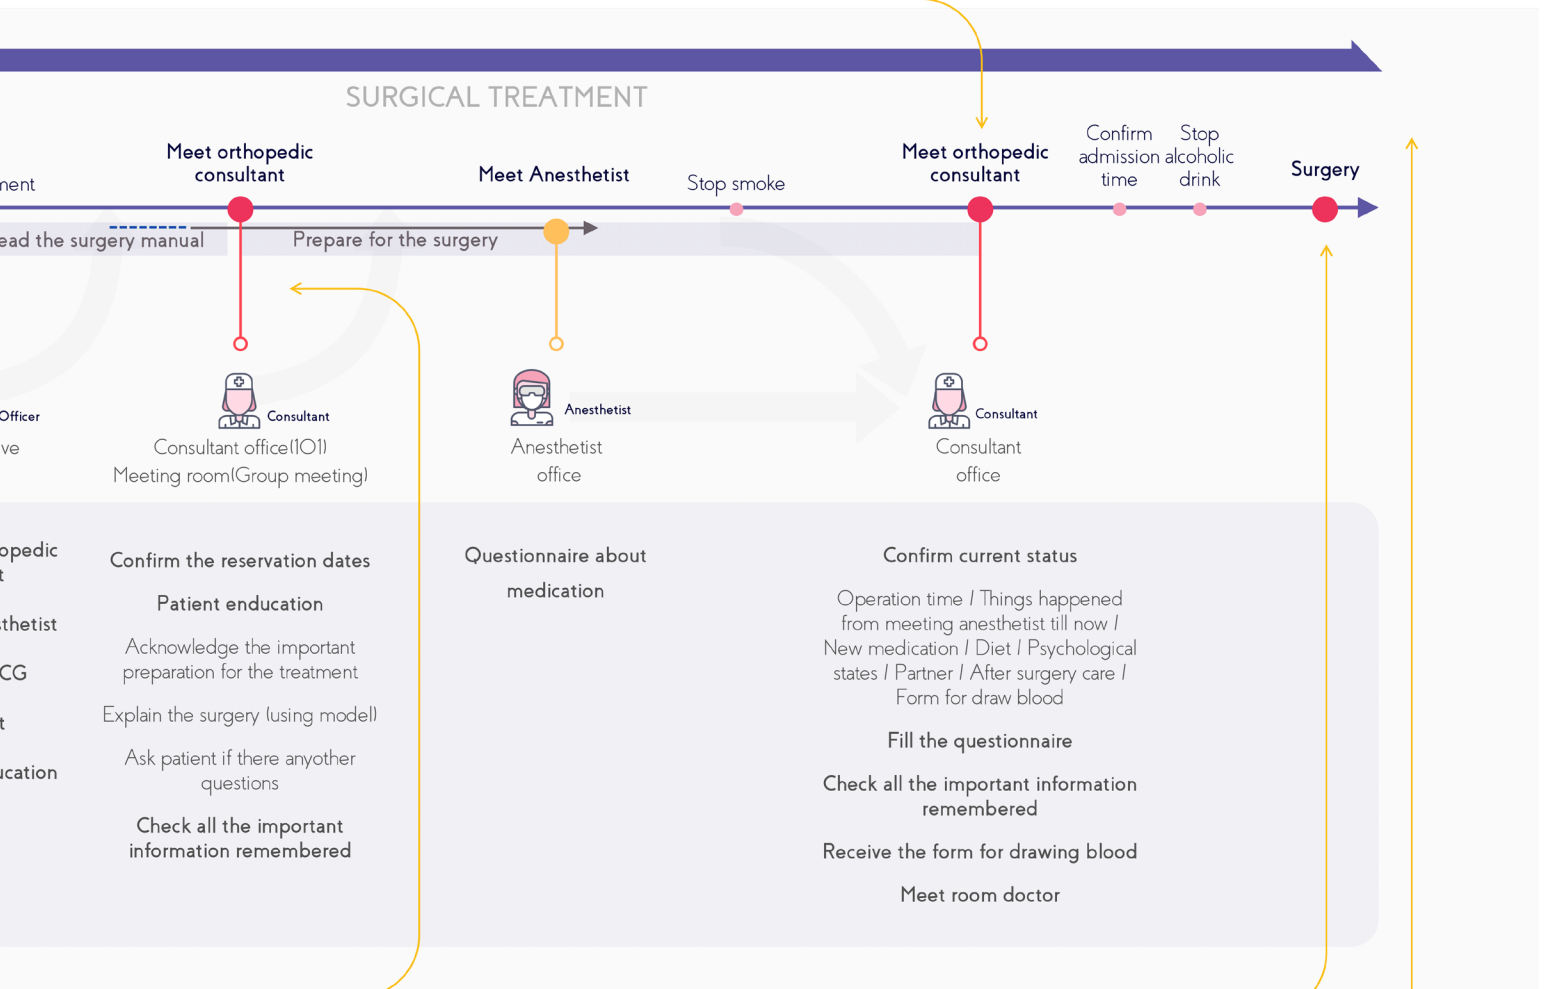 SURGICAL TREATMENT
Meet orthopedic
consultant
Meet Anesthetist
Stop smoke
Meet orthopedic
consultant
Confirm
admission
time
Stop
alcoholic
drink
Surgery
ment
ead the surgery manual
Prepare for the surgery
Officer
ve
Consultant
Consultant office(101)
Meeting room(Group meeting)
Anesthetist
Anesthetist
office
Consultant
Consultant
office
opedic
t
sthetist
CG
t
ucation
Confirm the reservation dates
Patient enducation
Acknowledge the important
preparation for the treatment
Explain the surgery (using model)
Ask patient if there anyother
questions
Check all the important
information remembered
Questionnaire about
medication
Confirm current status
Operation time / Things happened
from meeting anesthetist till now /
New medication / Diet / Psychological
states / Partner / After surgery care /
Form for draw blood
Fill the questionnaire
Check all the important information
remembered
Receive the form for drawing blood
Meet room doctor